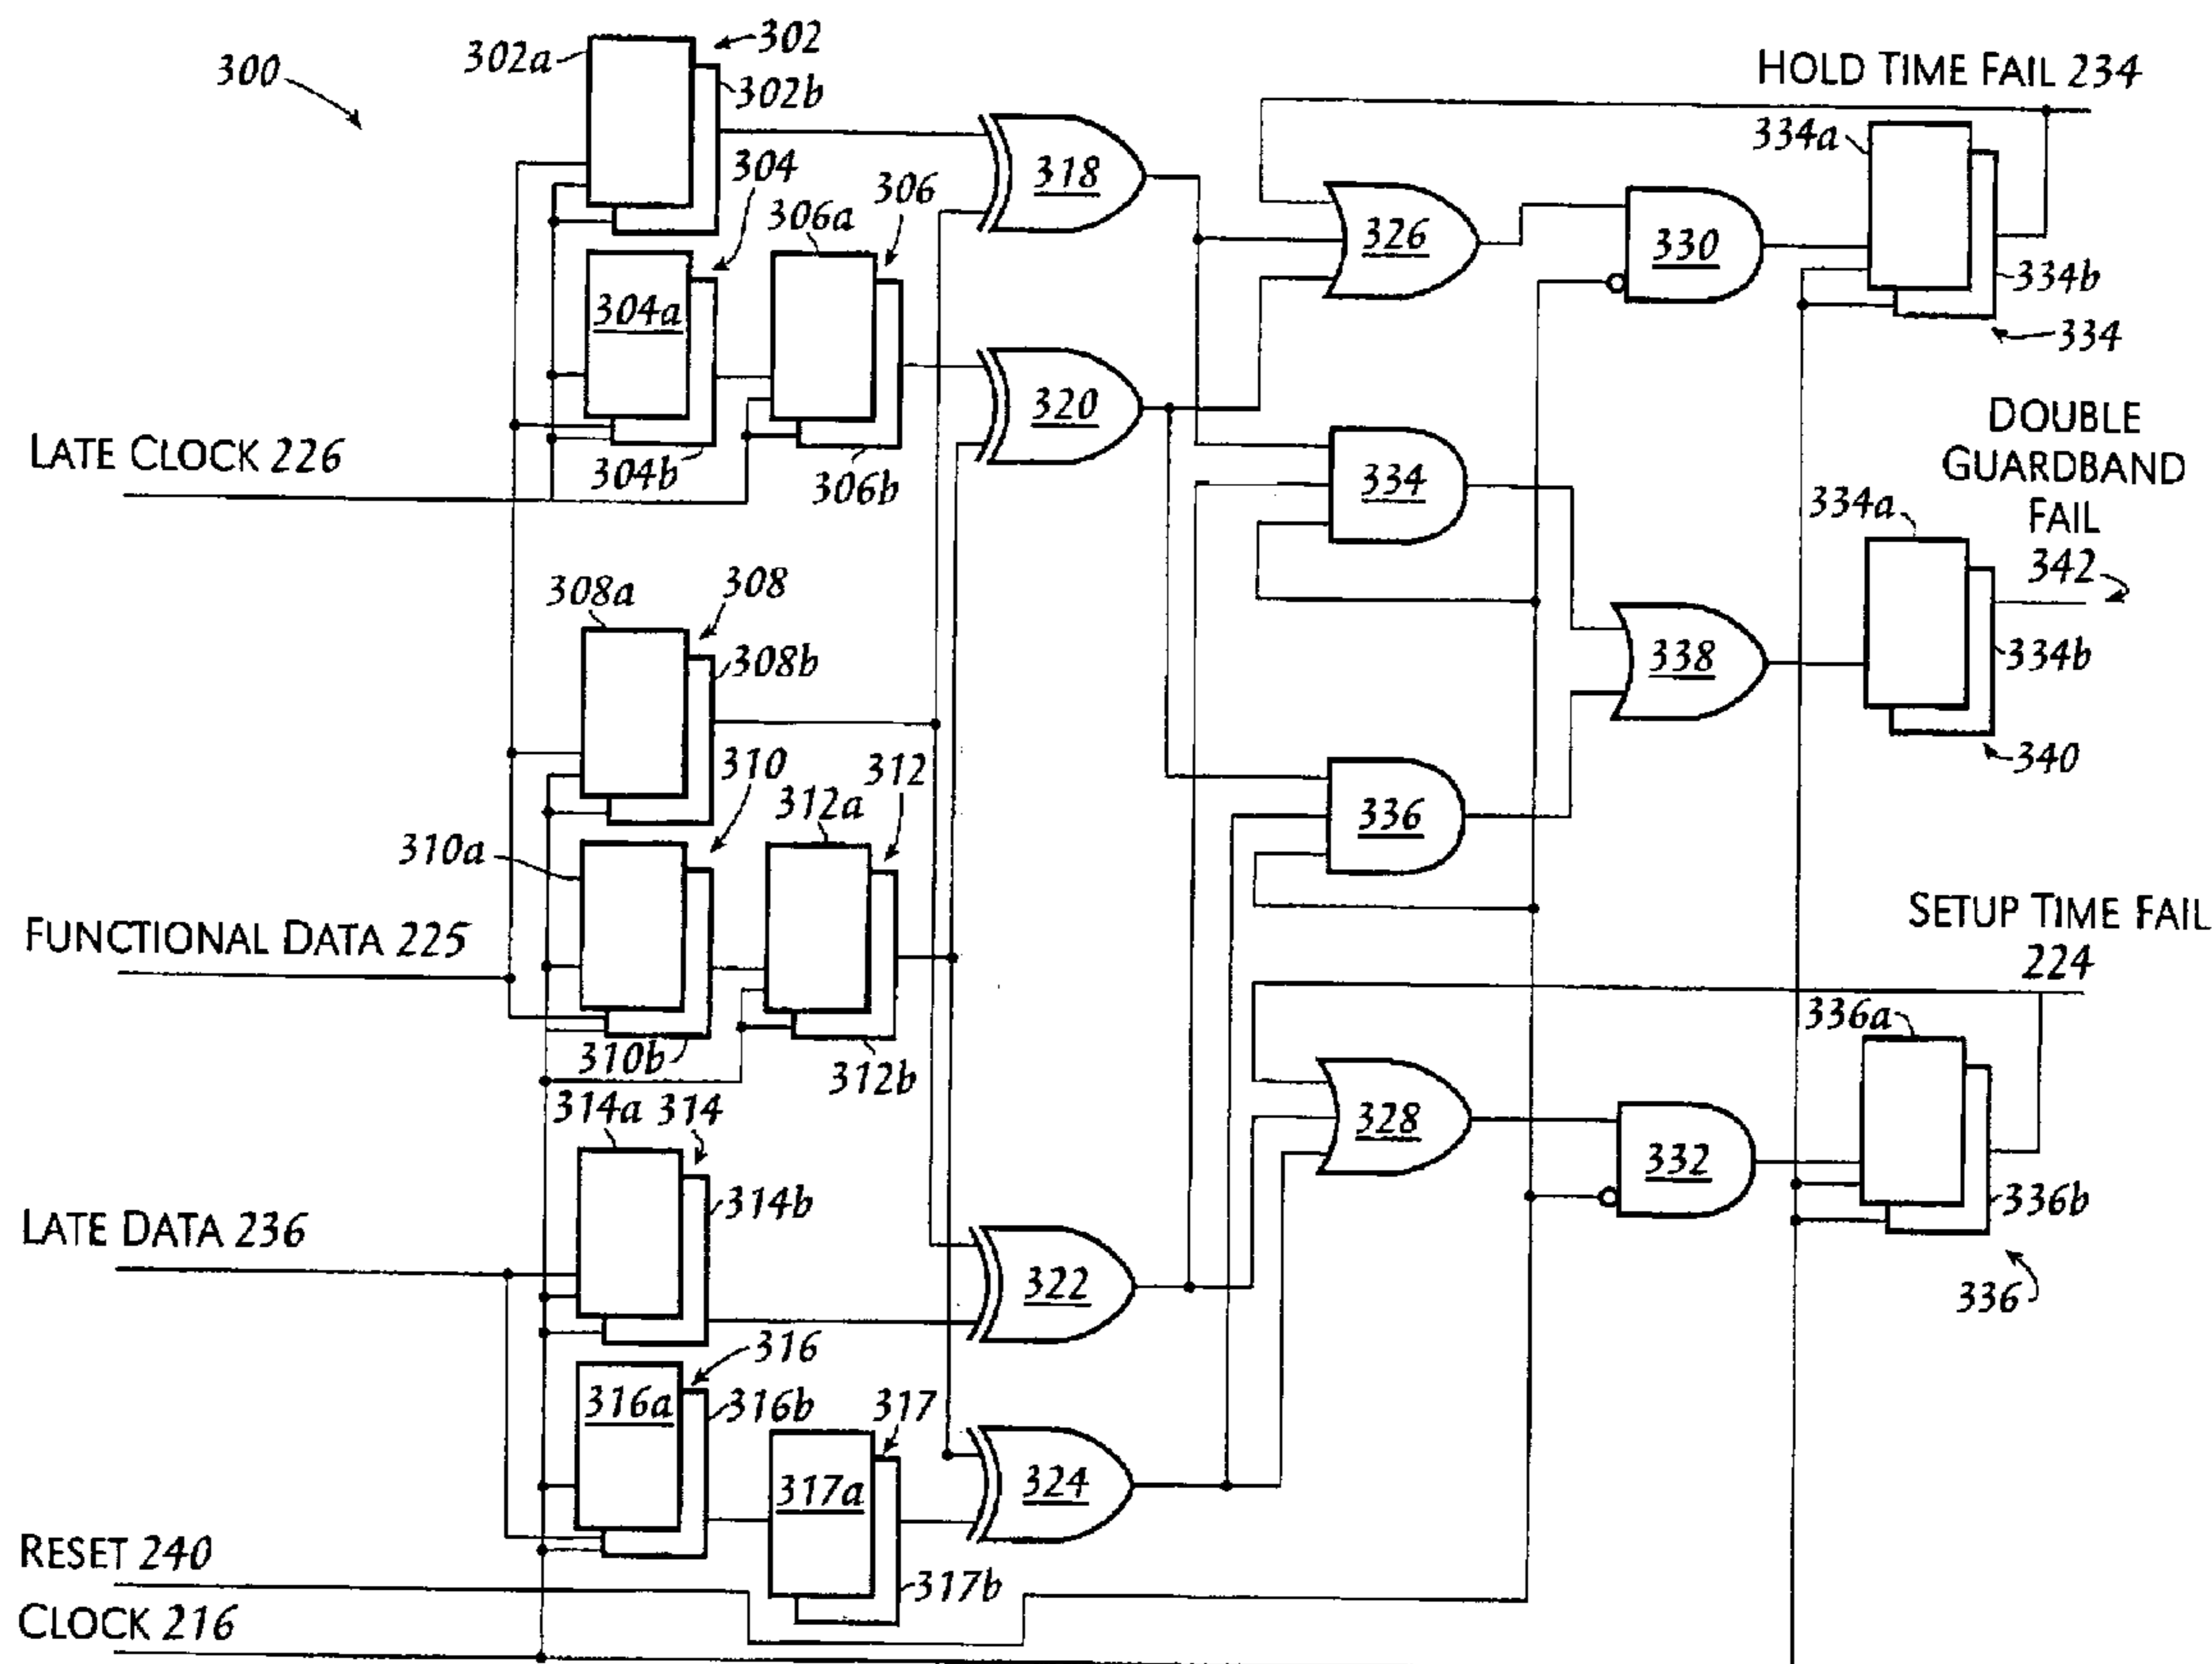 300
302a
302
302b
HOLD TIME FAIL 234
334a
304
318
306a
306
326
330
334b
304a
334
320
DOUBLE
GUARDBAND
FAIL
LATE CLOCK 226
304b
306b
334
334a
342
308a
308
308b
338
334b
310
312
340
312a
336
310a
FUNCTIONAL DATA 225
SETUP TIME FAIL
224
310b
312b
336a
314a
314
328
332
LATE DATA 236
314b
336b
322
336
316
316a
316b
317
317a
324
RESET 240
317b
CLOCK 216